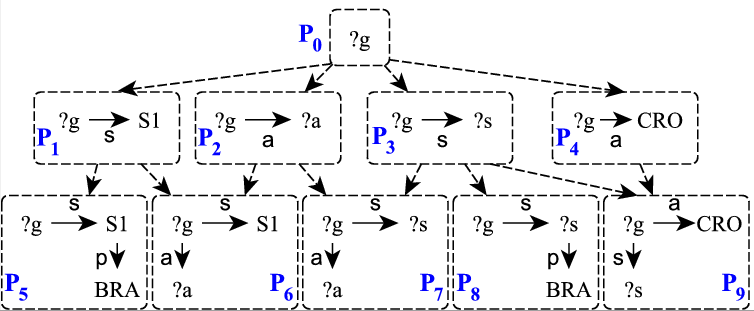 P0 ?g
P1 ?g s S1
P2 ?g a ?a
P3 ?g s ?s
P4 ?g a CRO
P5 ?g s S1
p
BRA
P6 ?g s S1
a
?a
P7 ?g s ?s
a
?a
P8 ?g s ?s
p
BRA
P9 ?g a CRO
s
?s